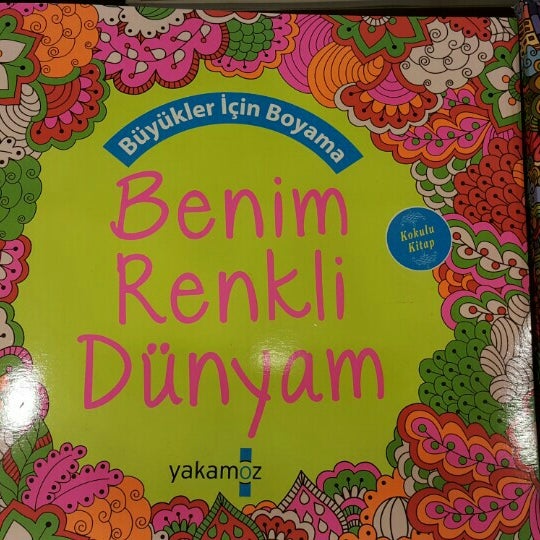 Büyükler İçin Boyama
Benim
Renkli
Dünyam
Kokulu
Kitap
yakamoz